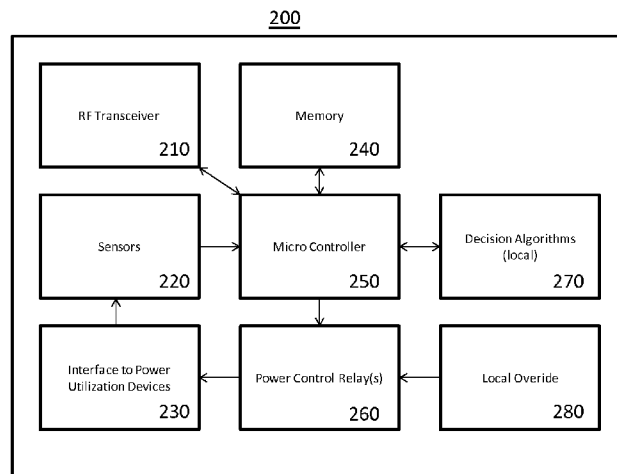 200
RF Transceiver
210
Memory
240
Sensors
220
Micro Controller
250
Decision Algorithms
(local)
270
Interface to Power
Utilization Devices
230
Power Control Relay(s)
260
Local Overide
280